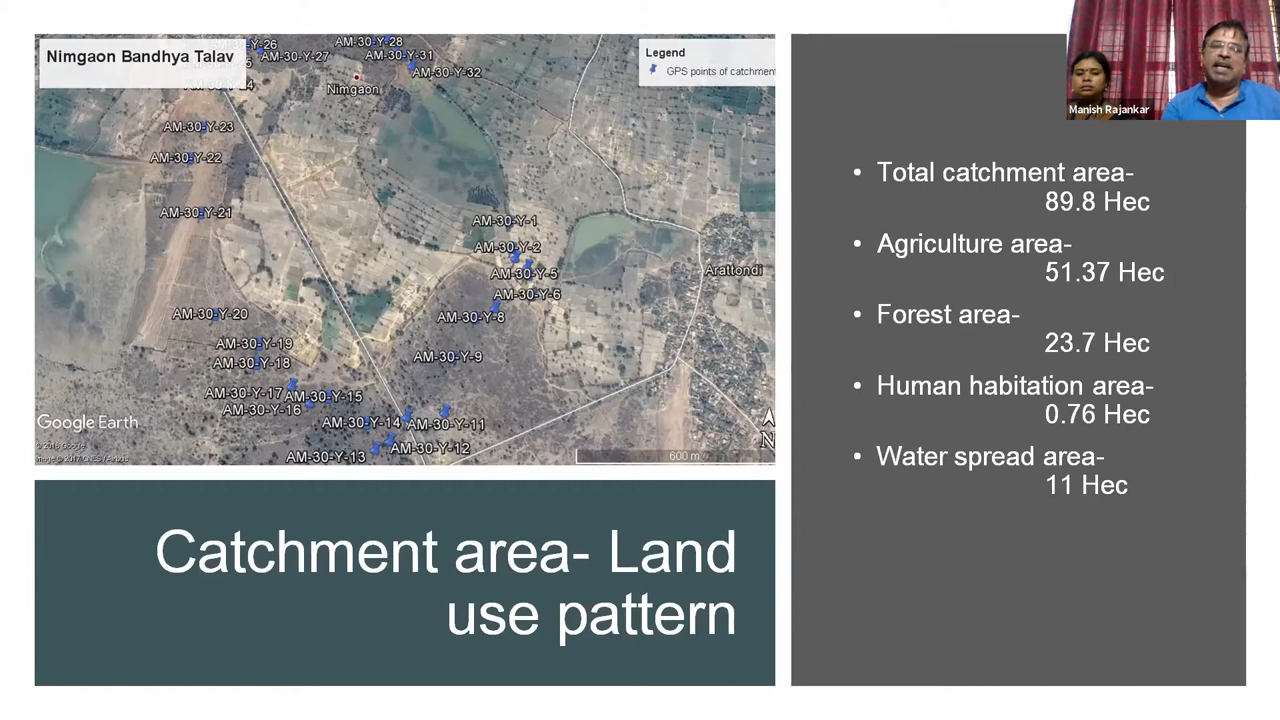 Nimgaon Bandhya Talav
AM-30-Y-28
AM-30-Y-27
AM-30-Y-31
AM-30-Y-32
Legend
GPS points of catchment
Nimgaon
AM-30-Y-23
AM-30-Y-22
AM-30-Y-21
AM-30-Y-1
AM-30-Y-2
AM-30-Y-5
AM-30-Y-6
AM-30-Y-8
Arattondi
AM-30-Y-20
AM-30-Y-19
AM-30-Y-18
AM-30-Y-9
AM-30-Y-17
AM-30-Y-15
AM-30-Y-16
AM-30-Y-14
AM-30-Y-11
AM-30-Y-12
AM-30-Y-13
Google Earth
N
600 m
Catchment area- Land
use pattern
Manish Rajankar
• Total catchment area-
89.8 Hec
• Agriculture area-
51.37 Hec
• Forest area-
23.7 Hec
• Human habitation area-
0.76 Hec
• Water spread area-
11 Hec